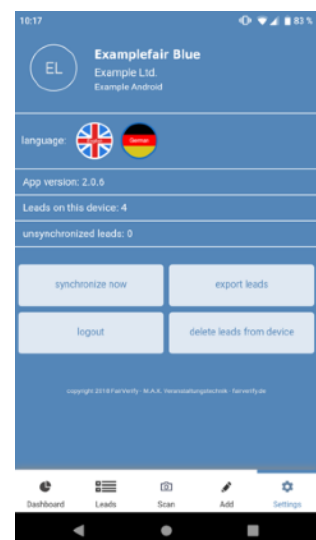 10:17
83 %
EL
Examplefair Blue
Example Ltd.
Example Android
language:
English
German
App version: 2.0.6
Leads on this device: 4
unsynchronized leads: 0
synchronize now
export leads
logout
delete leads from device
copyright 2018 FairVerify - M.A.X. Veranstaltungstechnik - fairverify.de
Dashboard
Leads
Scan
Add
Settings